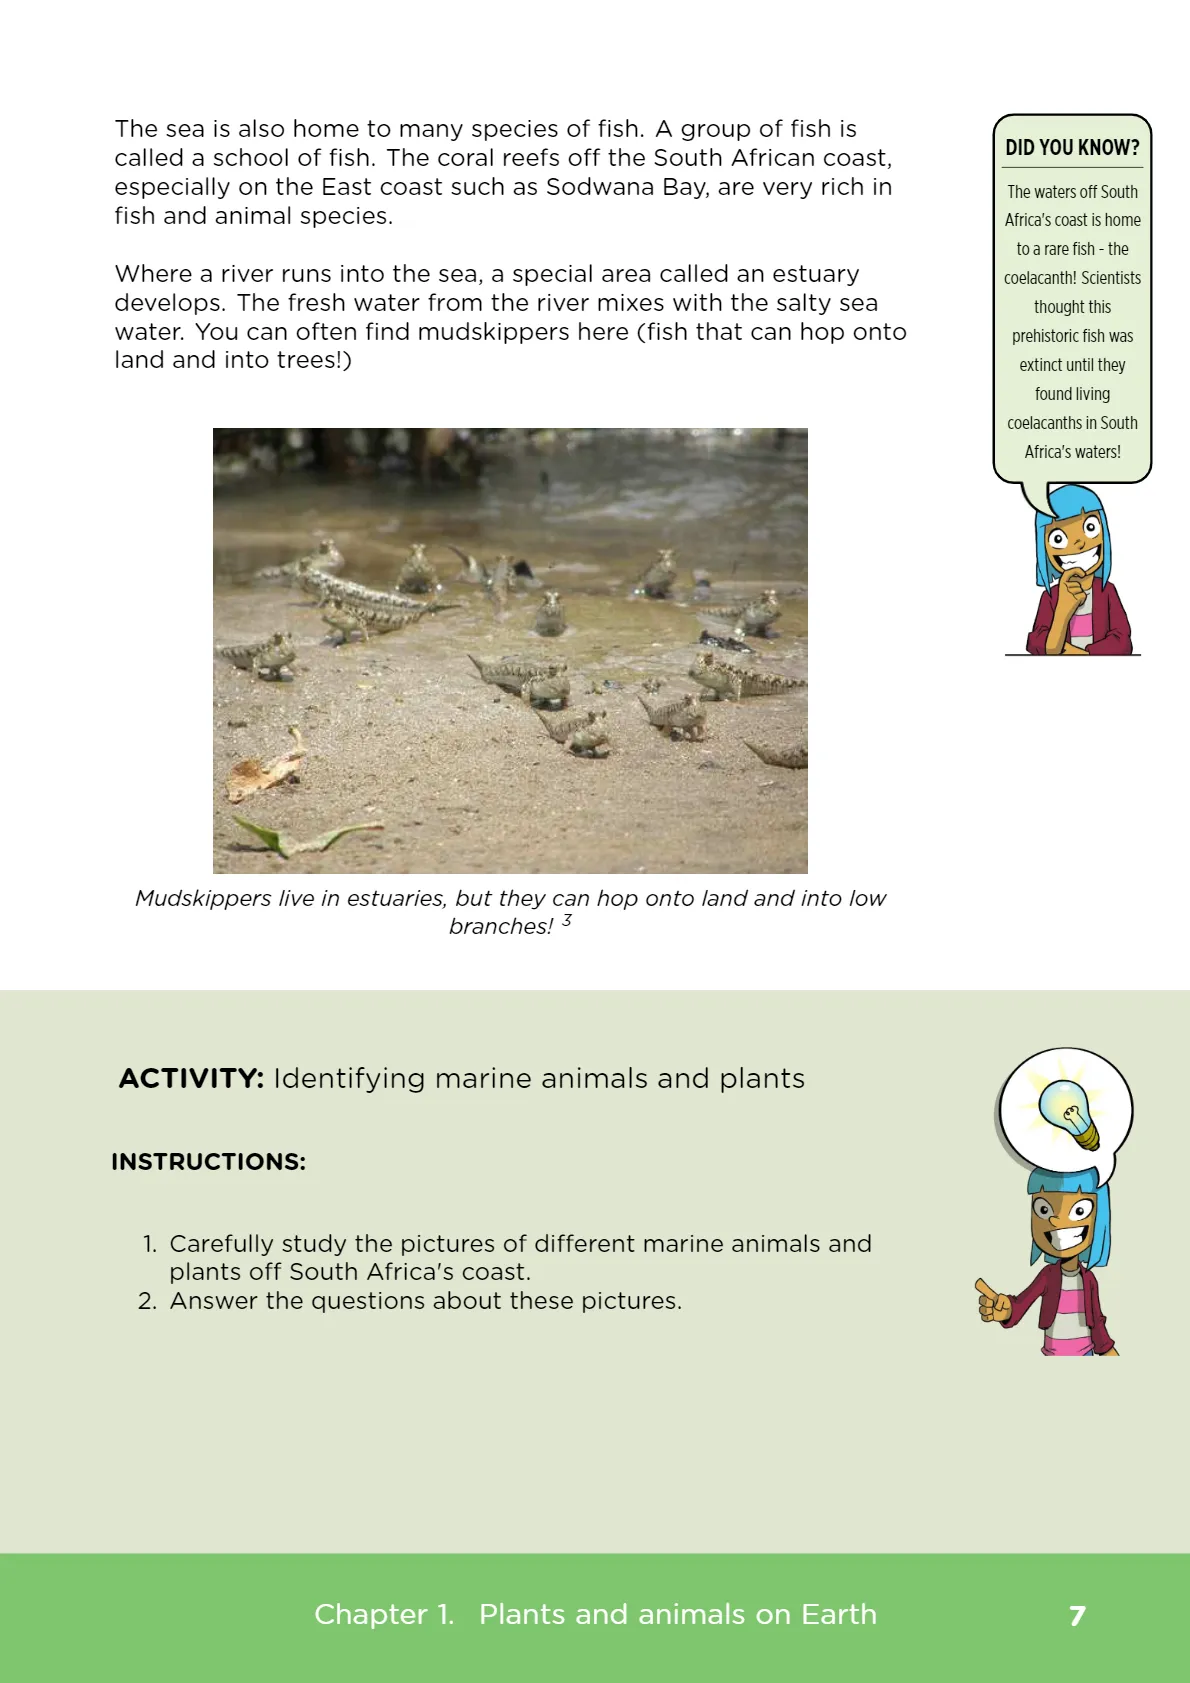 The sea is also home to many species of fish. A group of fish is
called a school of fish. The coral reefs off the South African coast,
especially on the East coast such as Sodwana Bay, are very rich in
fish and animal species.
Where a river runs into the sea, a special area called an estuary
develops. The fresh water from the river mixes with the salty sea
water. You can often find mudskippers here (fish that can hop onto
land and into trees!)
DID YOU KNOW?
The waters off South
Africa's coast is home
to a rare fish - the
coelacanth! Scientists
thought this
prehistoric fish was
extinct until they
found living
coelacanths in South
Africa's waters!
Mudskippers live in estuaries, but they can hop onto land and into low
branches! 3
ACTIVITY: Identifying marine animals and plants
INSTRUCTIONS:
1. Carefully study the pictures of different marine animals and
plants off South Africa's coast.
2. Answer the questions about these pictures.
Chapter 1. Plants and animals on Earth 7